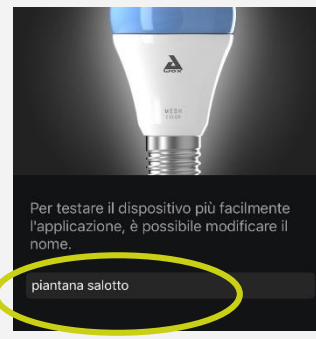 AwoX
MESH
COLOR
Per testare il dispositivo più facilmente
l'applicazione, è possibile modificare il
nome.
piantana salotto